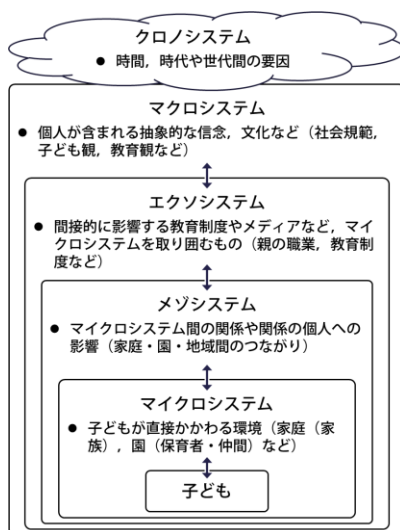 クロノシステム
● 時間，時代や世代間の要因
マクロシステム
● 個人が含まれる抽象的な信念，文化など（社会規範，
子ども観，教育観など）
エクソシステム
● 間接的に影響する教育制度やメディアなど，マイ
クロシステムを取り囲むもの（親の職業，教育制
度など）
メゾシステム
● マイクロシステム間の関係や関係の個人への
影響（家庭・園・地域間のつながり）
マイクロシステム
● 子どもが直接かかわる環境（家庭（家
族），園（保育者・仲間）など）
子ども